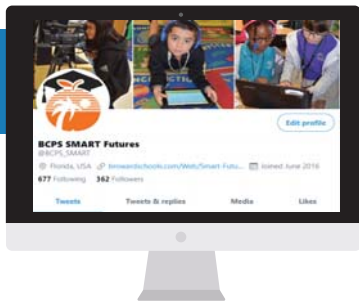 Edit profile
BCPS SMART Futures
@BCPS_SMART
Florida, USA browardschools.com/Web/Smart-Futu... Joined June 2016
677 Following 362 Followers
Tweets Tweets & replies Media Likes